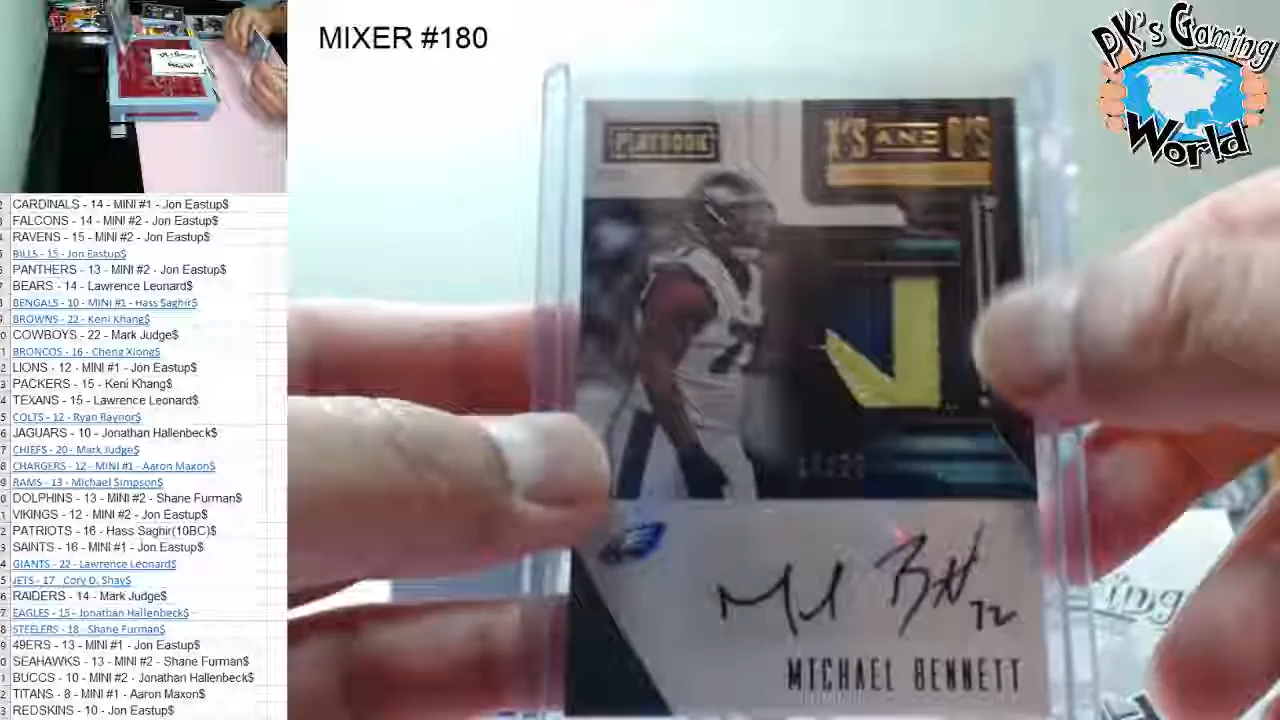 MIXER #180
PK's Gaming World
PLAYBOOK
X'S AND O'S
MICHAEL BENNETT
72
CARDINALS - 14 - MINI #1 - Jon Eastup$
FALCONS - 14 - MINI #2 - Jon Eastup$
RAVENS - 15 - MINI #2 - Jon Eastup$
BILLS - 15 - Jon Eastup$
PANTHERS - 13 - MINI #2 - Jon Eastup$
BEARS - 14 - Lawrence Leonard$
BENGALS - 10 - MINI #1 - Hass Saghir$
BROWNS - 22 - Keni Khang$
COWBOYS - 22 - Mark Judge$
BRONCOS - 16 - Cheng Xiong$
LIONS - 12 - MINI #1 - Jon Eastup$
PACKERS - 15 - Keni Khang$
TEXANS - 15 - Lawrence Leonard$
COLTS - 12 - Ryan Raynor$
JAGUARS - 10 - Jonathan Hallenbeck$
CHIEFS - 20 - Mark Judge$
CHARGERS - 12 - MINI #1 - Aaron Maxon$
RAMS - 13 - Michael Simpson$
DOLPHINS - 13 - MINI #2 - Shane Furman$
VIKINGS - 12 - MINI #2 - Jon Eastup$
PATRIOTS - 16 - Hass Saghir(10BC)$
SAINTS - 16 - MINI #1 - Jon Eastup$
GIANTS - 22 - Lawrence Leonard$
JETS - 17 - Cory D. Shay$
RAIDERS - 14 - Mark Judge$
EAGLES - 15 - Jonathan Hallenbeck$
STEELERS - 18 - Shane Furman$
49ERS - 13 - MINI #1 - Jon Eastup$
SEAHAWKS - 13 - MINI #2 - Shane Furman$
BUCCS - 10 - MINI #2 - Jonathan Hallenbeck$
TITANS - 8 - MINI #1 - Aaron Maxon$
REDSKINS - 10 - Jon Eastup$